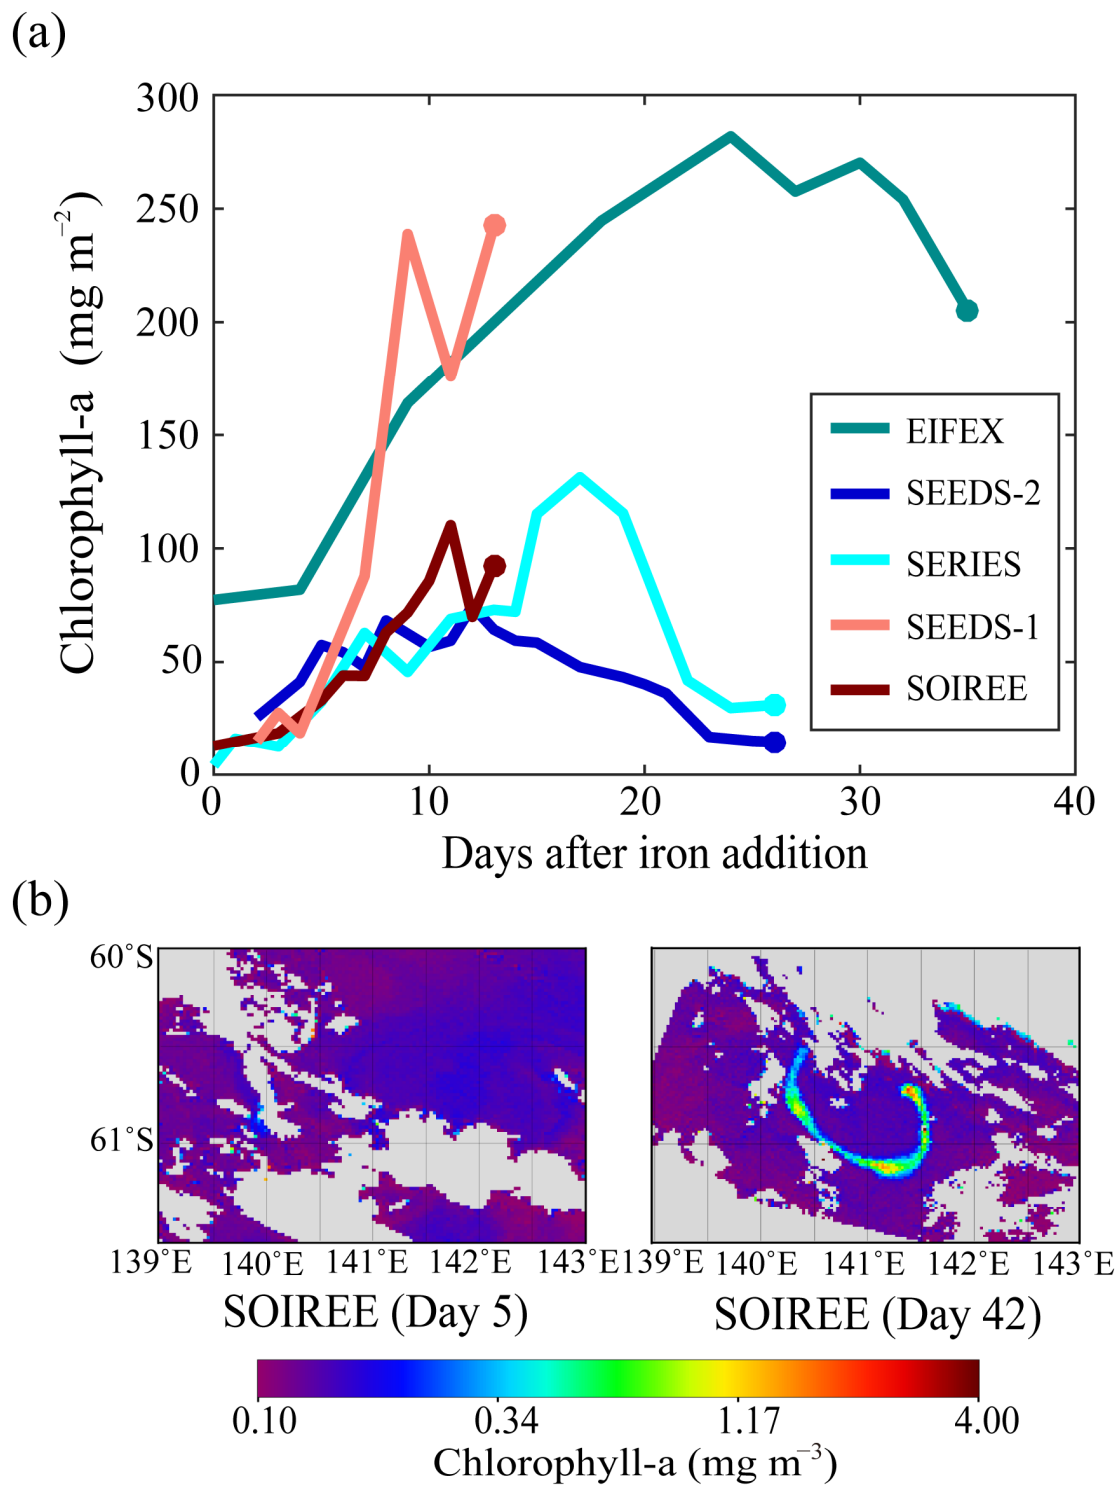 (a)
300
250
200
150
100
50
0
Chlorophyll-a (mg m⁻²)
0 10 20 30 40
Days after iron addition
EIFEX
SEEDS-2
SERIES
SEEDS-1
SOIREE
(b)
60°S
61°S
139°E 140°E 141°E 142°E 143°E
139°E 140°E 141°E 142°E 143°E
SOIREE (Day 5)
SOIREE (Day 42)
0.10 0.34 1.17 4.00
Chlorophyll-a (mg m⁻³)